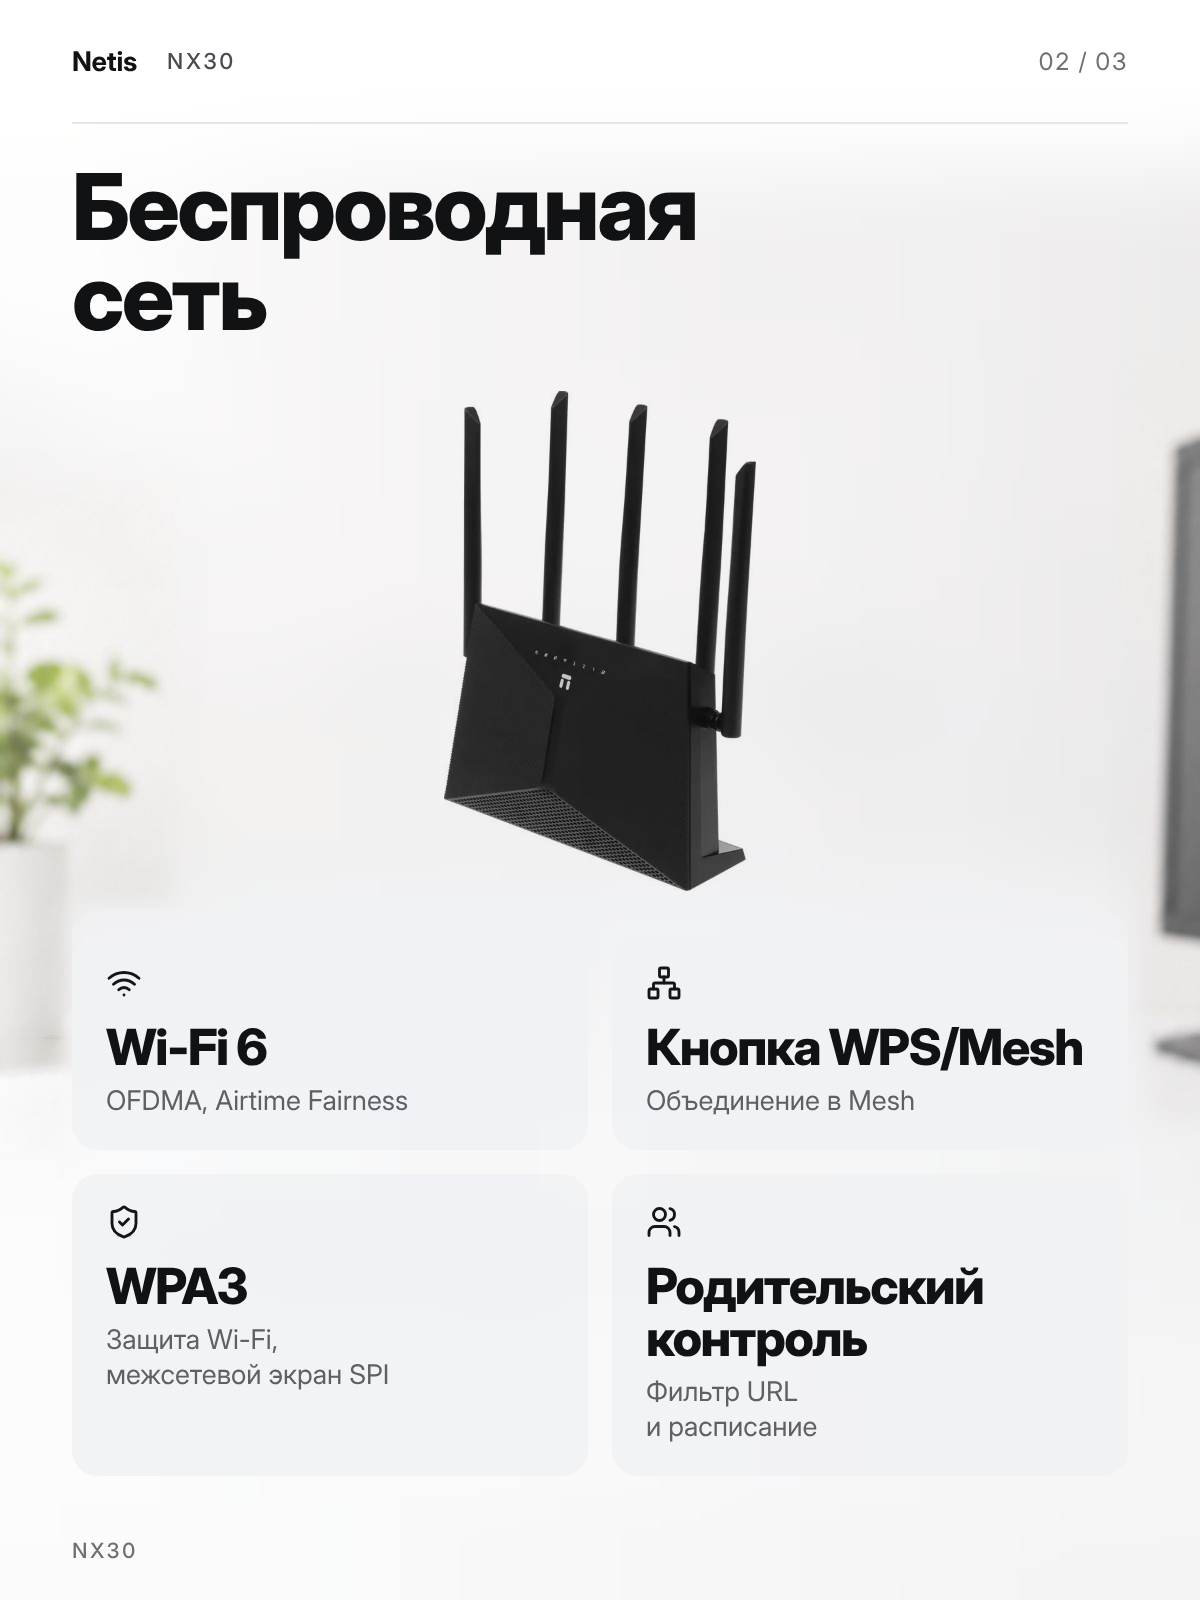 Netis NX30 02 / 03
Беспроводная
сеть
Wi-Fi 6
OFDMA, Airtime Fairness
Кнопка WPS/Mesh
Объединение в Mesh
WPA3
Защита Wi-Fi,
межсетевой экран SPI
Родительский
контроль
Фильтр URL
и расписание
NX30